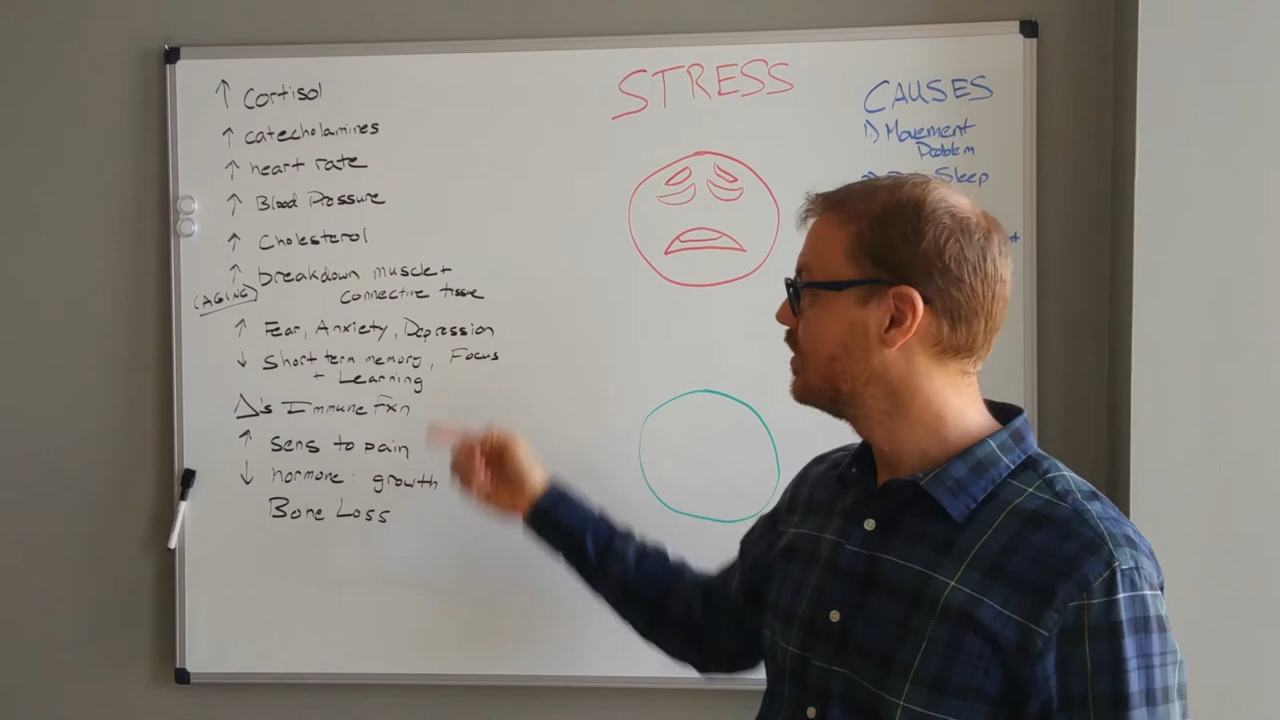 ↑ Cortisol
↑ catecholamines
↑ heart rate
↑ Blood Pressure
↑ Cholesterol
↑ breakdown muscle +
connective tissue
(AGING)
↑ Fear, Anxiety, Depression
↓ Short term memory, Focus
+ Learning
Δ's Immune Fxn
↑ Sens to pain
↓ hormone: growth
Bone Loss
STRESS
CAUSES
1) Movement
Problem
Sleep